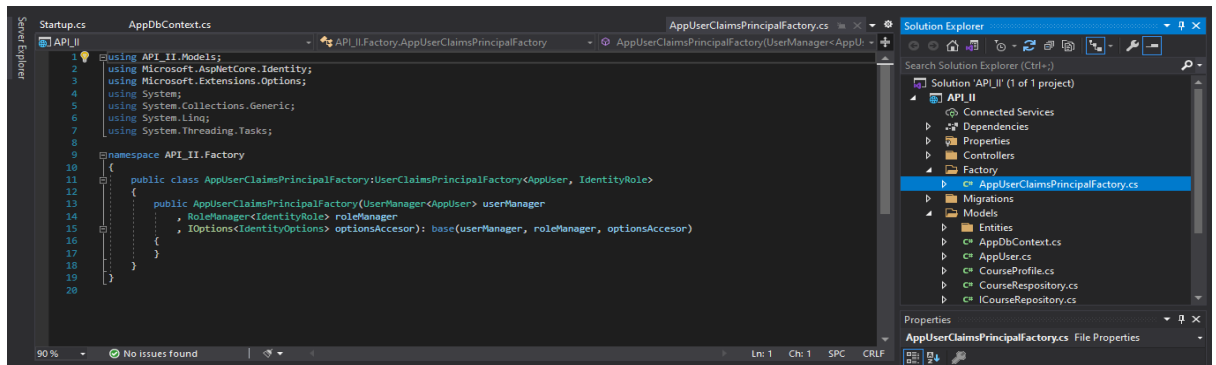 Server Explorer
Startup.cs AppDbContext.cs AppUserClaimsPrincipalFactory.cs
API_II API_II.Factory.AppUserClaimsPrincipalFactory AppUserClaimsPrincipalFactory(UserManager<AppU
1 using API_II.Models;
2 using Microsoft.AspNetCore.Identity;
3 using Microsoft.Extensions.Options;
4 using System;
5 using System.Collections.Generic;
6 using System.Linq;
7 using System.Threading.Tasks;
8
9 namespace API_II.Factory
10 {
11 public class AppUserClaimsPrincipalFactory:UserClaimsPrincipalFactory<AppUser, IdentityRole>
12 {
13 public AppUserClaimsPrincipalFactory(UserManager<AppUser> userManager
14 , RoleManager<IdentityRole> roleManager
15 , IOptions<IdentityOptions> optionsAccesor): base(userManager, roleManager, optionsAccesor)
16 {
17 }
18 }
19 }
20
90 % No issues found Ln: 1 Ch: 1 SPC CRLF
Solution Explorer
Search Solution Explorer (Ctrl+;)
Solution 'API_II' (1 of 1 project)
API_II
Connected Services
Dependencies
Properties
Controllers
Factory
C# AppUserClaimsPrincipalFactory.cs
Migrations
Models
Entities
C# AppDbContext.cs
C# AppUser.cs
C# CourseProfile.cs
C# CourseRespository.cs
C# ICourseRepository.cs
Properties
AppUserClaimsPrincipalFactory.cs File Properties